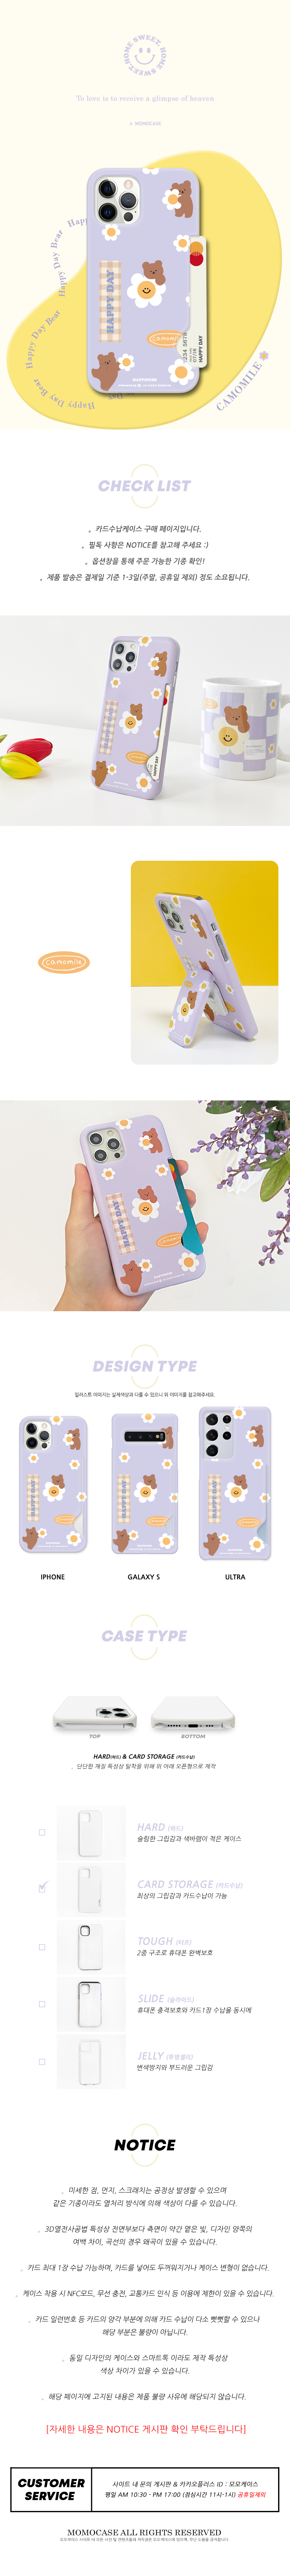 HOME SWEET. HOME SWEET.
To love is to receive a glimpse of heaven
MOMOCASE
Happy Day Bear
Happy Day Bear
Happy Day Bear
HAPPY DAY
Camomile
HAPPINESS
1234 5678
HAPPY DAY
CAMOMILE
CHECK LIST
。카드수납케이스 구매 페이지입니다.
。필독 사항은 NOTICE를 참고해 주세요 :)
。옵션창을 통해 주문 가능한 기종 확인!
。제품 발송은 결제일 기준 1-3일(주말, 공휴일 제외) 정도 소요됩니다.
HAPPY DAY
camomile
HAPPY DAY
DESIGN TYPE
일러스트 이미지는 실제색상과 다를 수 있으니 위 이미지를 참고해주세요.
HAPPY DAY
HAPPY DAY
HAPPY DAY
IPHONE
GALAXY S
ULTRA
CASE TYPE
TOP
BOTTOM
HARD(하드) & CARD STORAGE (카드수납)
。단단한 재질 특성상 탈착을 위해 위 아래 오픈형으로 제작
HARD (하드)
슬림한 그립감과 색바램이 적은 케이스
CARD STORAGE (카드수납)
최상의 그립감과 카드수납이 가능
TOUGH (터프)
2중 구조로 휴대폰 완벽보호
SLIDE (슬라이드)
휴대폰 충격보호와 카드1장 수납을 동시에
JELLY (투명젤리)
변색방지와 부드러운 그립감
NOTICE
。미세한 점, 먼지, 스크래치는 공정상 발생할 수 있으며
같은 기종이라도 열처리 방식에 의해 색상이 다를 수 있습니다.
。3D열전사공법 특성상 전면부보다 측면이 약간 옅은 빛, 디자인 양쪽의
여백 차이, 곡선의 경우 왜곡이 있을 수 있습니다.
。카드 최대 1장 수납 가능하며, 카드를 넣어도 두꺼워지거나 케이스 변형이 없습니다.
。케이스 착용 시 NFC모드, 무선 충전, 교통카드 인식 등 이용에 제한이 있을 수 있습니다.
。카드 일련번호 등 카드의 양각 부분에 의해 카드 수납이 다소 뻣뻣할 수 있으나
해당 부분은 불량이 아닙니다.
。동일 디자인의 케이스와 스마트톡 이라도 제작 특성상
색상 차이가 있을 수 있습니다.
。해당 페이지에 고지된 내용은 제품 불량 사유에 해당되지 않습니다.
[자세한 내용은 NOTICE 게시판 확인 부탁드립니다]
CUSTOMER
SERVICE
사이트 내 문의 게시판 & 카카오플러스 ID : 모모케이스
평일 AM 10:30 - PM 17:00 (점심시간 11시-1시) 공휴일제외
MOMOCASE ALL RIGHTS RESERVED